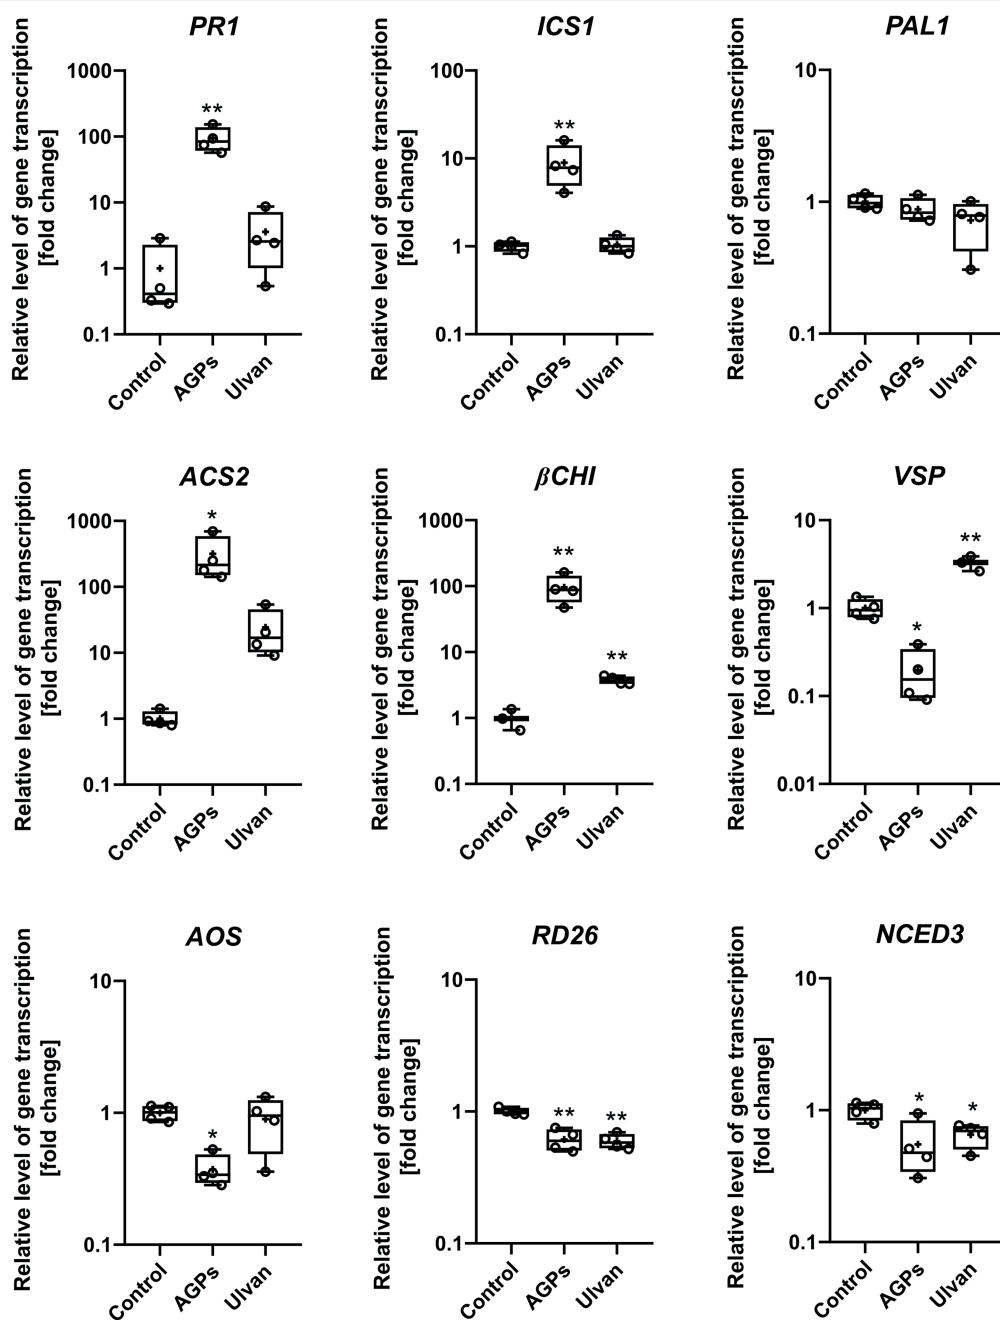 PR1
Relative level of gene transcription
[fold change]
1000
100
**
10
1
0.1
Control
AGPs
Ulvan
ICS1
Relative level of gene transcription
[fold change]
100
**
10
1
0.1
Control
AGPs
Ulvan
PAL1
Relative level of gene transcription
[fold change]
10
1
0.1
Control
AGPs
Ulvan
ACS2
Relative level of gene transcription
[fold change]
1000
*
100
10
1
0.1
Control
AGPs
Ulvan
βCHI
Relative level of gene transcription
[fold change]
1000
**
100
10
**
1
0.1
Control
AGPs
Ulvan
VSP
Relative level of gene transcription
[fold change]
10
**
1
*
0.1
0.01
Control
AGPs
Ulvan
AOS
Relative level of gene transcription
[fold change]
10
1
*
0.1
Control
AGPs
Ulvan
RD26
Relative level of gene transcription
[fold change]
10
1
**
**
0.1
Control
AGPs
Ulvan
NCED3
Relative level of gene transcription
[fold change]
10
1
*
*
0.1
Control
AGPs
Ulvan